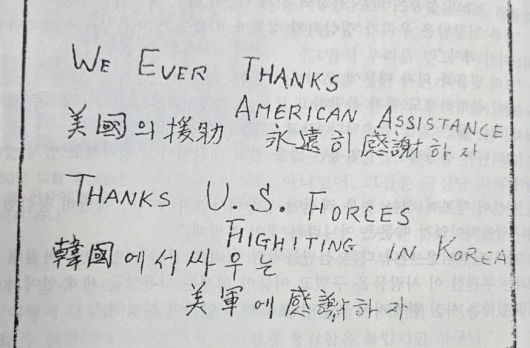 WE EVER THANKS
AMERICAN ASSISTANCE
美國의 援助 永遠히 感謝하자
THANKS U.S. FORCES
FIGHITING IN KOREA
韓國에서 싸우는
美軍에 感謝하자